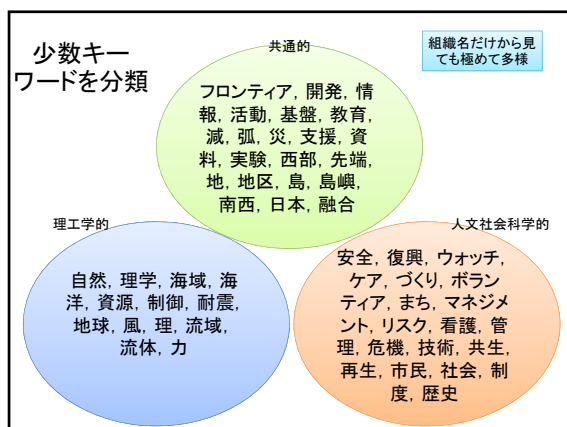 少数キー
ワードを分類
共通的
組織名だけから見
ても極めて多様
フロンティア, 開発, 情
報, 活動, 基盤, 教育,
減, 弧, 災, 支援, 資
料, 実験, 西部, 先端,
地, 地区, 島, 島嶼,
南西, 日本, 融合
理工学的
自然, 理学, 海域, 海
洋, 資源, 制御, 耐震,
地球, 風, 理, 流域,
流体, 力
人文社会科学的
安全, 復興, ウォッチ,
ケア, づくり, ボラン
ティア, まち, マネジメ
ント, リスク, 看護, 管
理, 危機, 技術, 共生,
再生, 市民, 社会, 制
度, 歴史